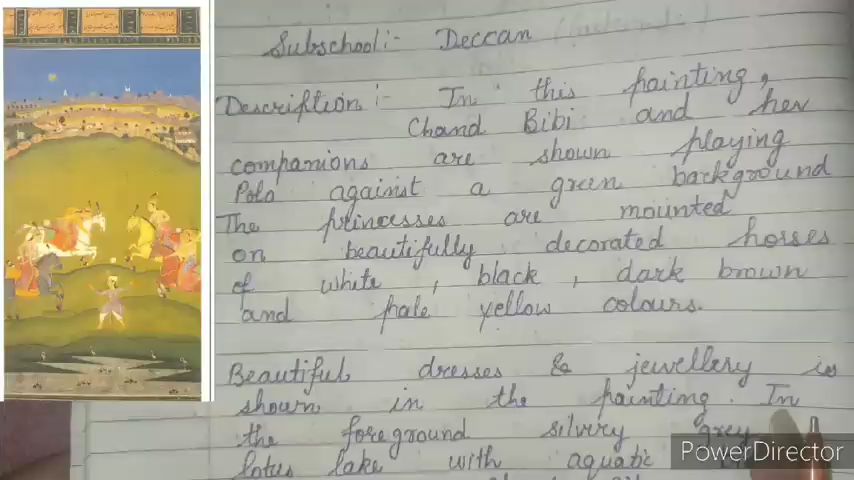 Subschool:- Deccan
Description:- In this painting,
Chand Bibi and her
companions are shown playing
Polo against a green background
The princesses are mounted
on beautifully decorated horses
of white, black, dark brown
and pale yellow colours.
Beautiful dresses & jewellery is
shown in the painting. In
the foreground silvery grey
lotus lake with aquatic
PowerDirector